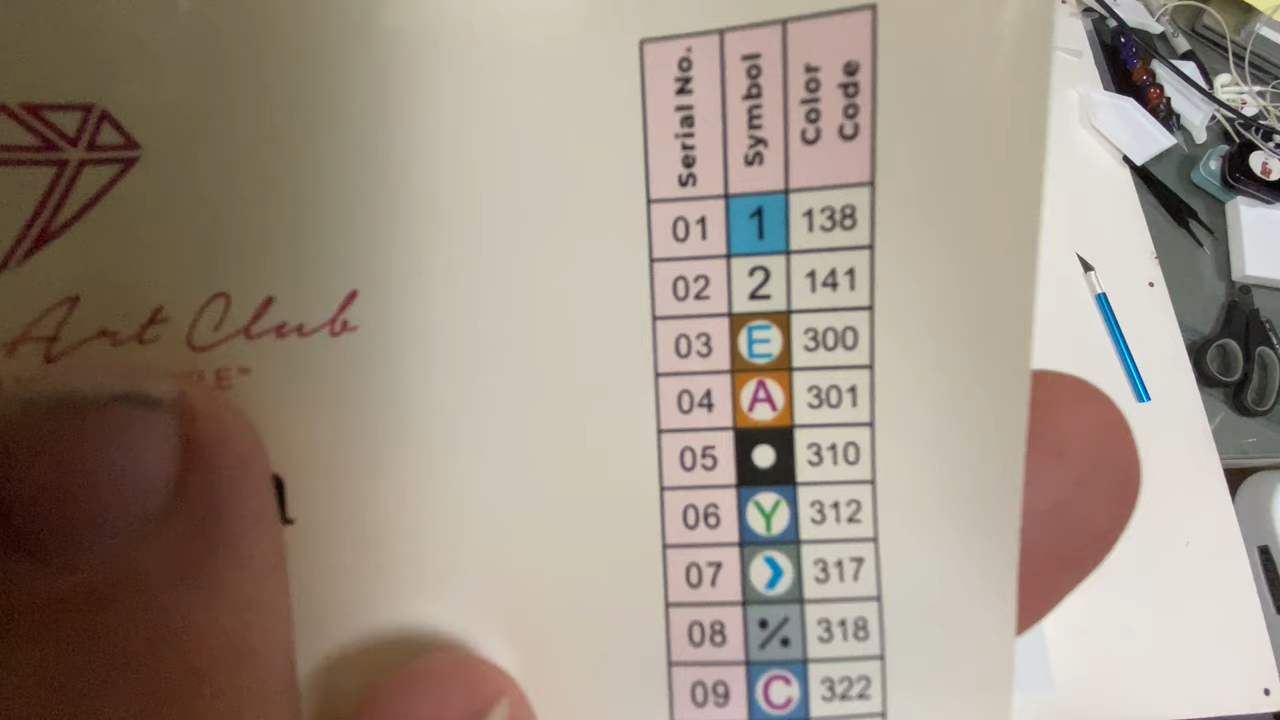 Art Club
Serial No. Symbol Color Code
01 1 138
02 2 141
03 E 300
04 A 301
05 ● 310
06 Y 312
07 ❯ 317
08 ⁒ 318
09 C 322